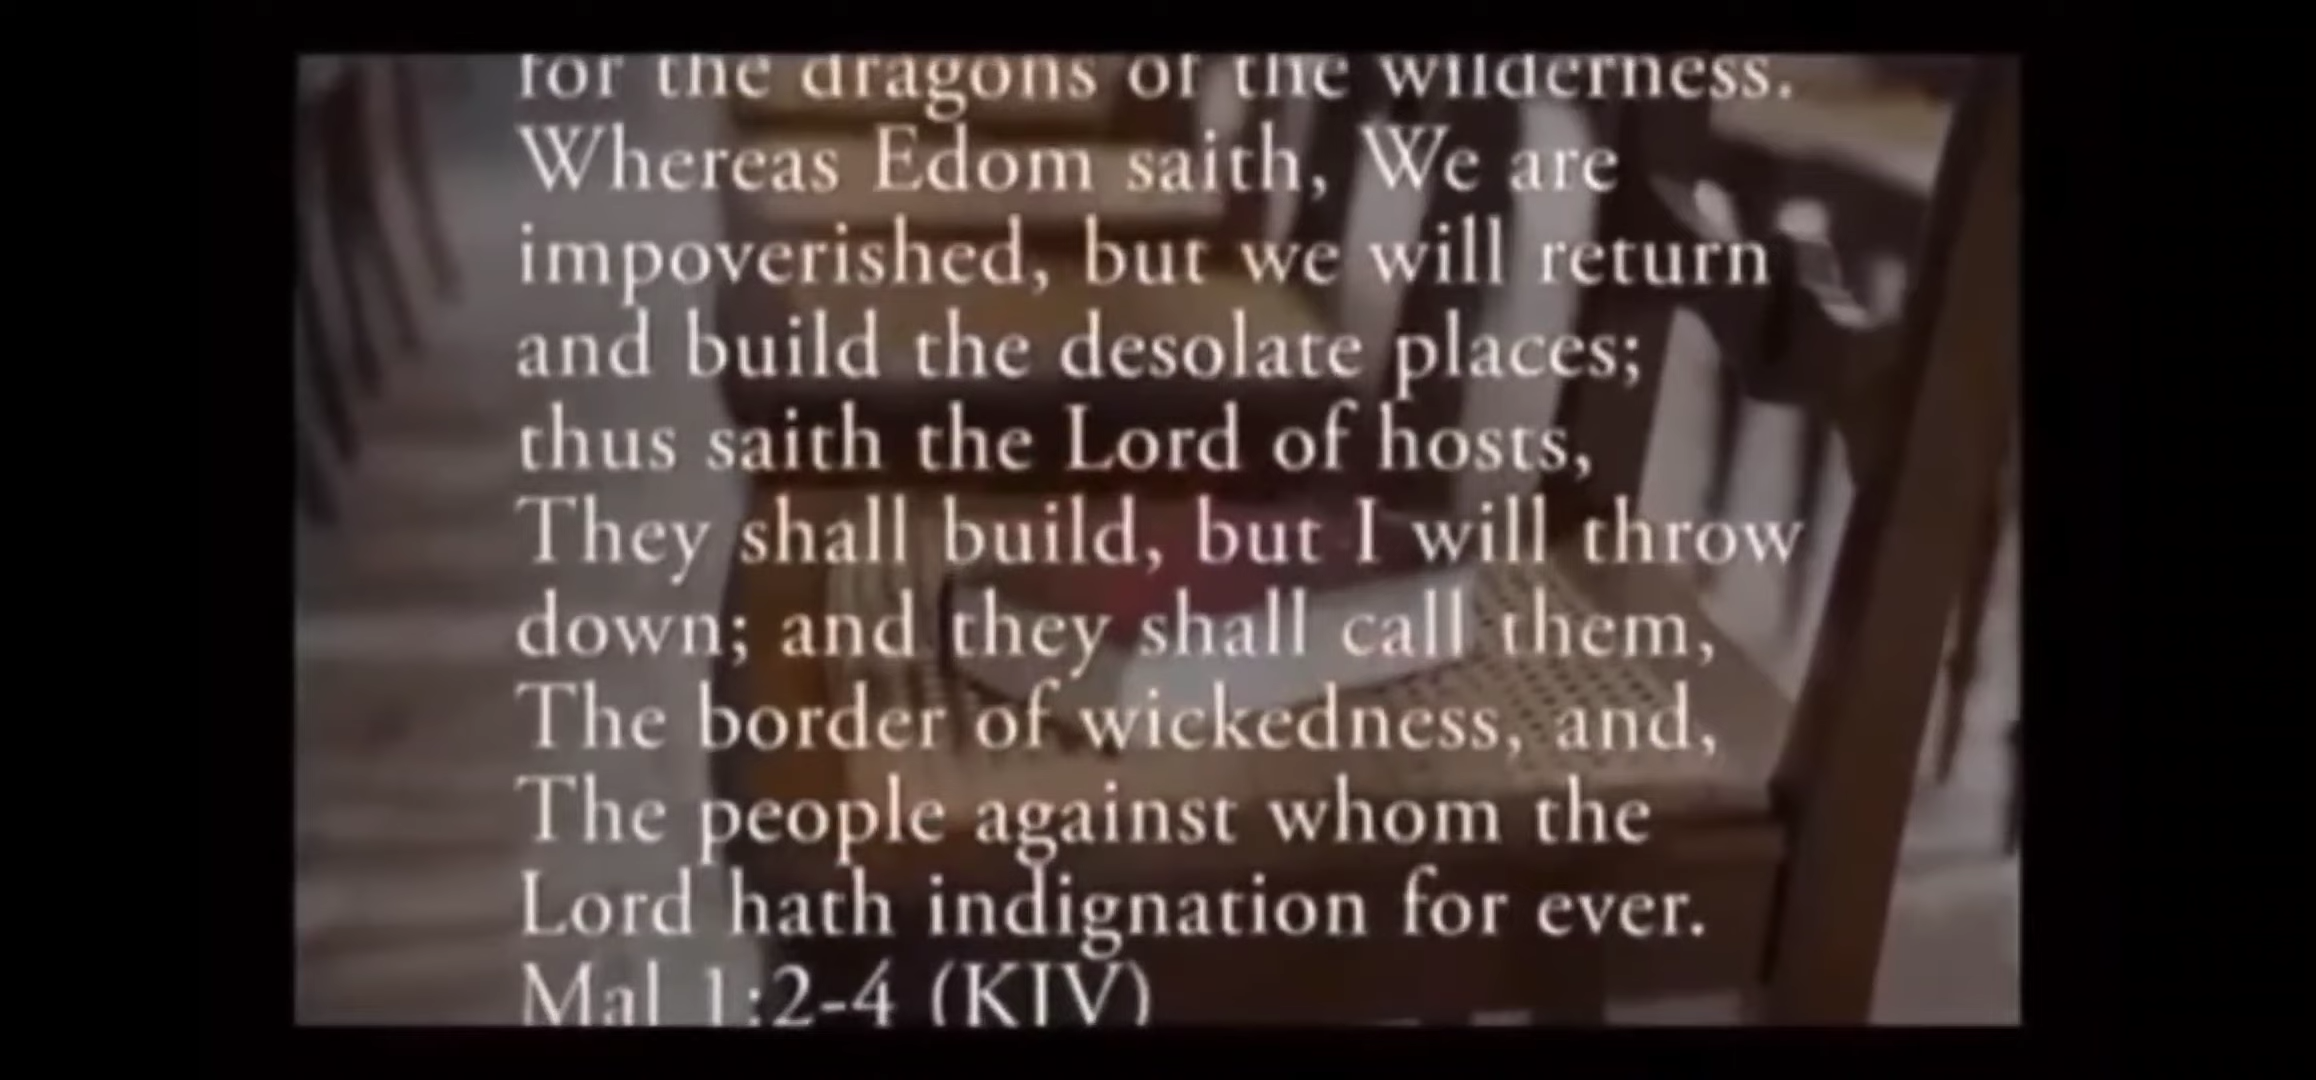 for the dragons of the wilderness.
Whereas Edom saith, We are
impoverished, but we will return
and build the desolate places;
thus saith the Lord of hosts,
They shall build, but I will throw
down; and they shall call them,
The border of wickedness, and,
The people against whom the
Lord hath indignation for ever.
Mal 1:2-4 (KJV)